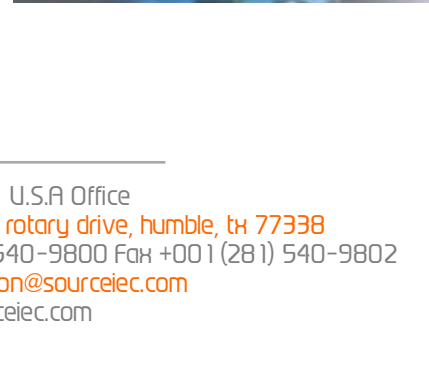 U.S.A Office
rotary drive, humble, tx 77338
540-9800 Fax +001 (281) 540-9802
on@sourceiec.com
ceiec.com